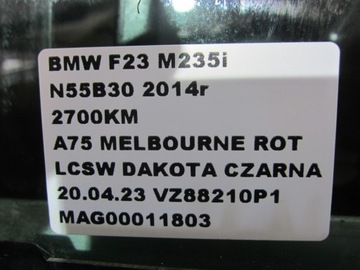 BMW F23 M235i
N55B30 2014r
2700KM
A75 MELBOURNE ROT
LCSW DAKOTA CZARNA
20.04.23 VZ88210P1
MAG00011803